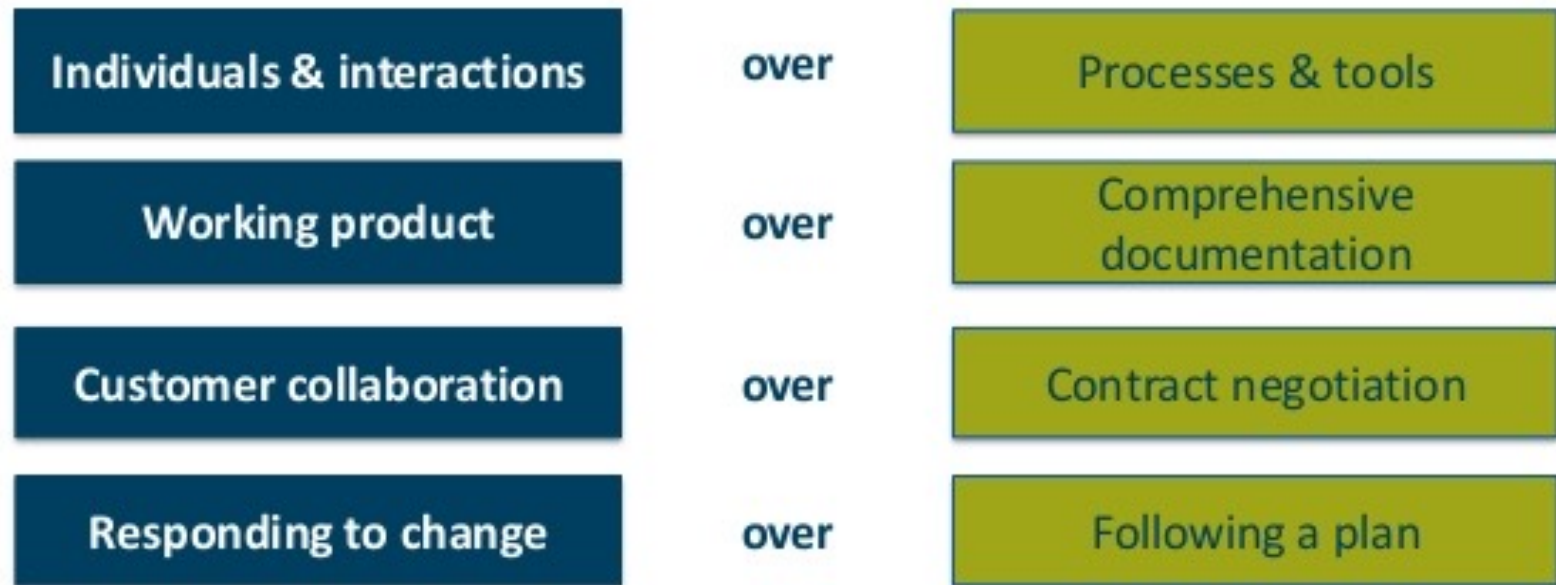 Individuals & interactions over Processes & tools
Working product over Comprehensive
documentation
Customer collaboration over Contract negotiation
Responding to change over Following a plan